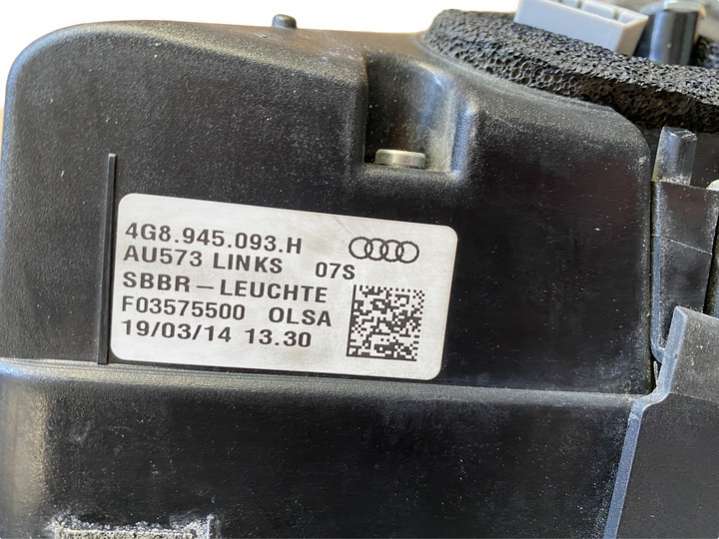 4G8.945.093.H
AU573 LINKS 07S
SBBR-LEUCHTE
F03575500 OLSA
19/03/14 13.30